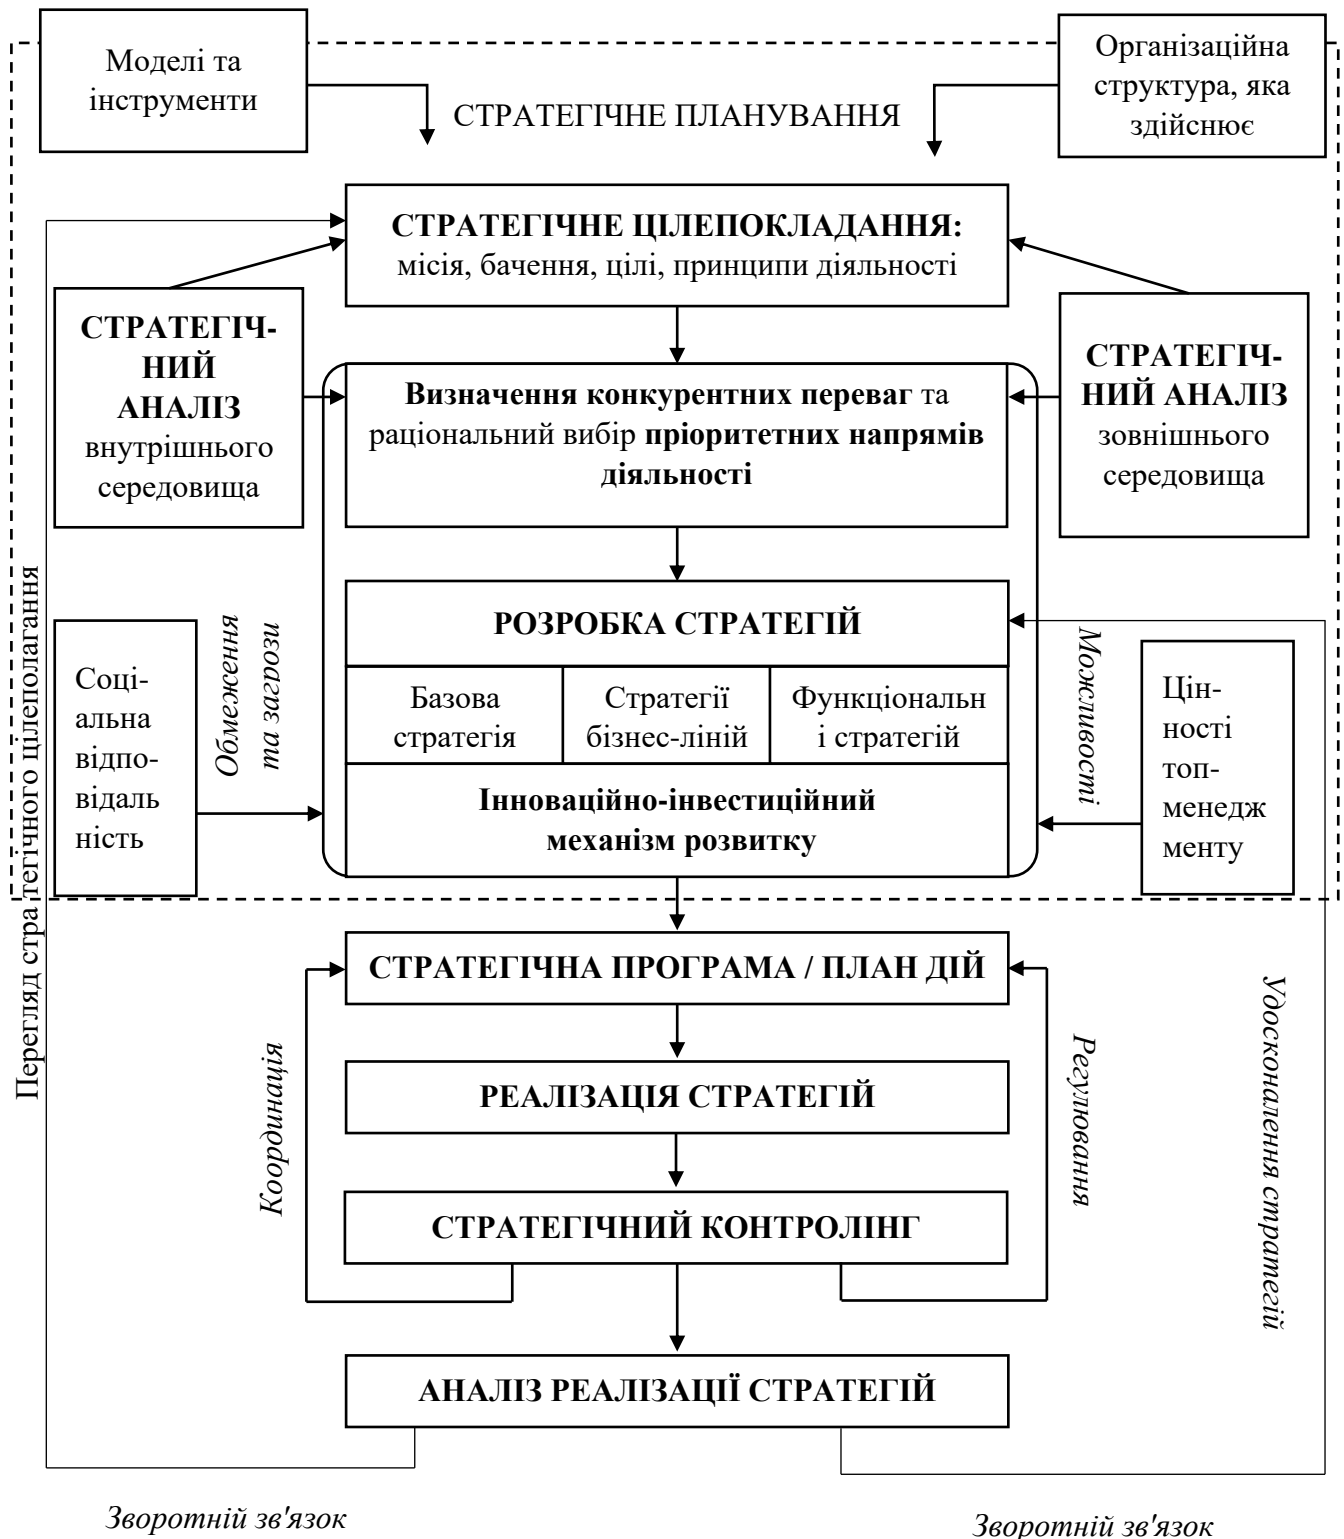 Моделі та
інструменти
Організаційна
структура, яка
здійснює
СТРАТЕГІЧНЕ ПЛАНУВАННЯ
СТРАТЕГІЧНЕ ЦІЛЕПОКЛАДАННЯ:
місія, бачення, цілі, принципи діяльності
СТРАТЕГІЧ-
НИЙ
АНАЛІЗ
внутрішнього
середовища
Визначення конкурентних переваг та
раціональний вибір пріоритетних напрямів
діяльності
СТРАТЕГІЧ-
НИЙ АНАЛІЗ
зовнішнього
середовища
РОЗРОБКА СТРАТЕГІЙ
Базова
стратегія
Стратегії
бізнес-ліній
Функціональн
і стратегій
Інноваційно-інвестиційний
механізм розвитку
Соці-
альна
відпо-
відаль
ність
Обмеження
та загрози
Можливості
Цін-
ності
топ-
менедж
менту
Перегляд стратегічного цілеполагання
СТРАТЕГІЧНА ПРОГРАМА / ПЛАН ДІЙ
РЕАЛІЗАЦІЯ СТРАТЕГІЙ
СТРАТЕГІЧНИЙ КОНТРОЛІНГ
Координація
Регулювання
Удосконалення стратегій
АНАЛІЗ РЕАЛІЗАЦІЇ СТРАТЕГІЙ
Зворотній зв'язок
Зворотній зв'язок